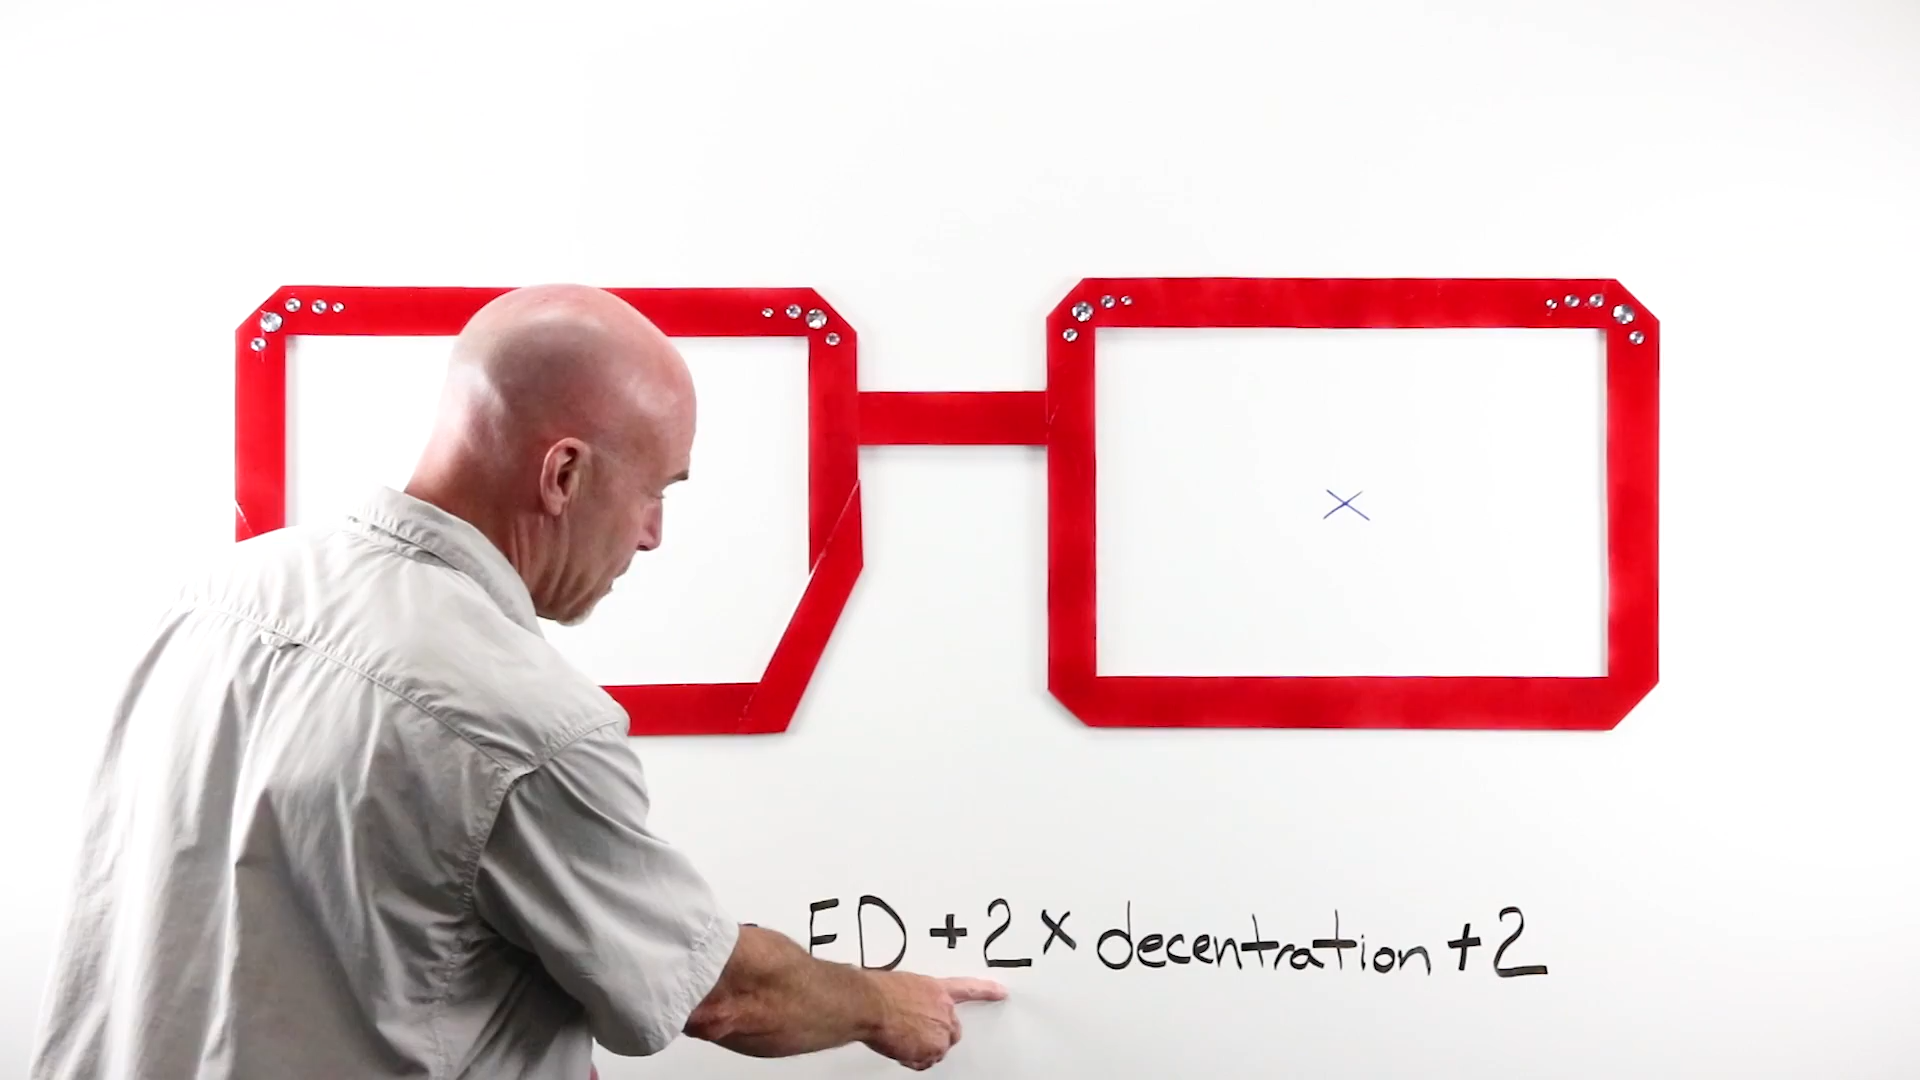 ED +2 x decentration +2